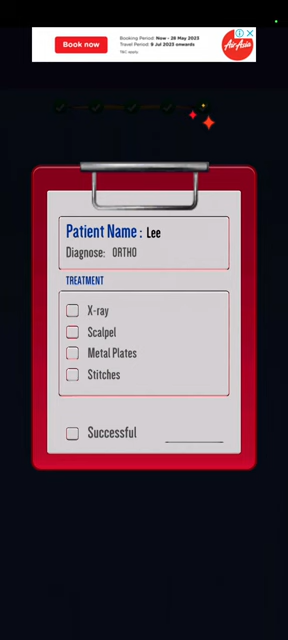 Book now
Booking Period: Now - 28 May 2023
Travel Period: 9 Jul 2023 onwards
T&C apply.
AirAsia
Patient Name : Lee
Diagnose: ORTHO
TREATMENT
X-ray
Scalpel
Metal Plates
Stitches
Successful